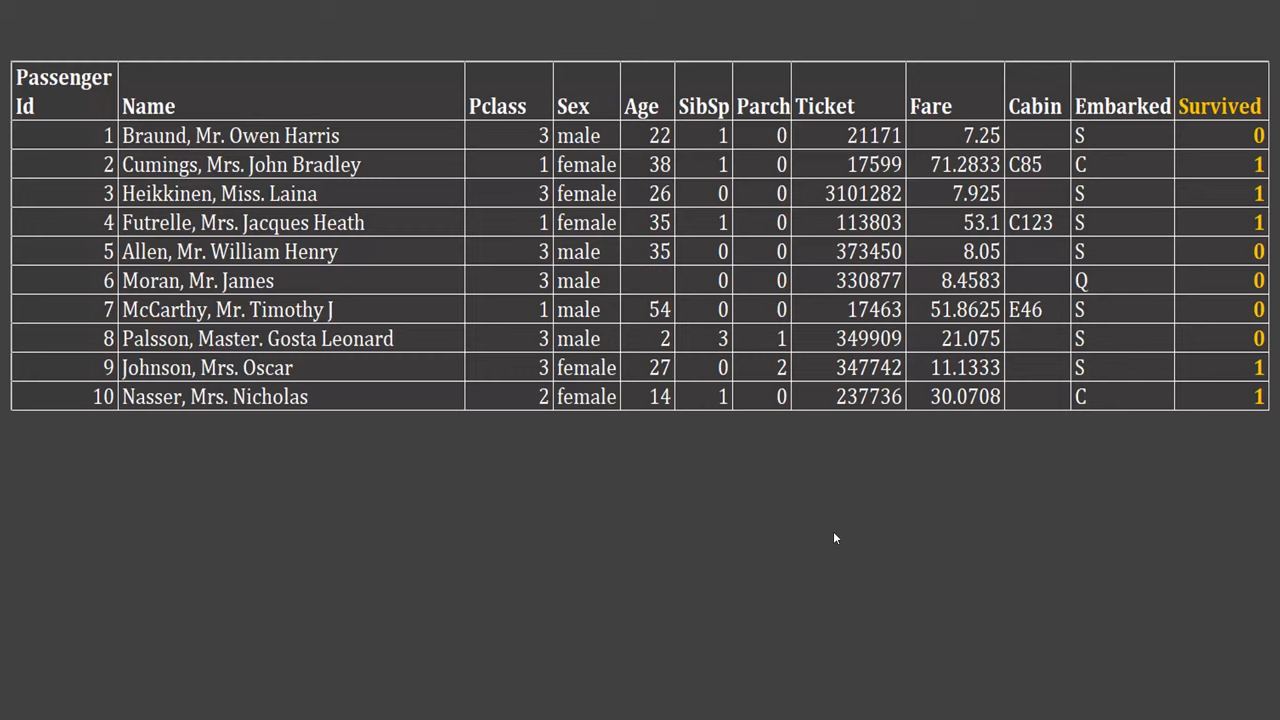 Passenger Id Name Pclass Sex Age SibSp Parch Ticket Fare Cabin Embarked Survived
1 Braund, Mr. Owen Harris 3 male 22 1 0 21171 7.25 S 0
2 Cumings, Mrs. John Bradley 1 female 38 1 0 17599 71.2833 C85 C 1
3 Heikkinen, Miss. Laina 3 female 26 0 0 3101282 7.925 S 1
4 Futrelle, Mrs. Jacques Heath 1 female 35 1 0 113803 53.1 C123 S 1
5 Allen, Mr. William Henry 3 male 35 0 0 373450 8.05 S 0
6 Moran, Mr. James 3 male 0 0 330877 8.4583 Q 0
7 McCarthy, Mr. Timothy J 1 male 54 0 0 17463 51.8625 E46 S 0
8 Palsson, Master. Gosta Leonard 3 male 2 3 1 349909 21.075 S 0
9 Johnson, Mrs. Oscar 3 female 27 0 2 347742 11.1333 S 1
10 Nasser, Mrs. Nicholas 2 female 14 1 0 237736 30.0708 C 1